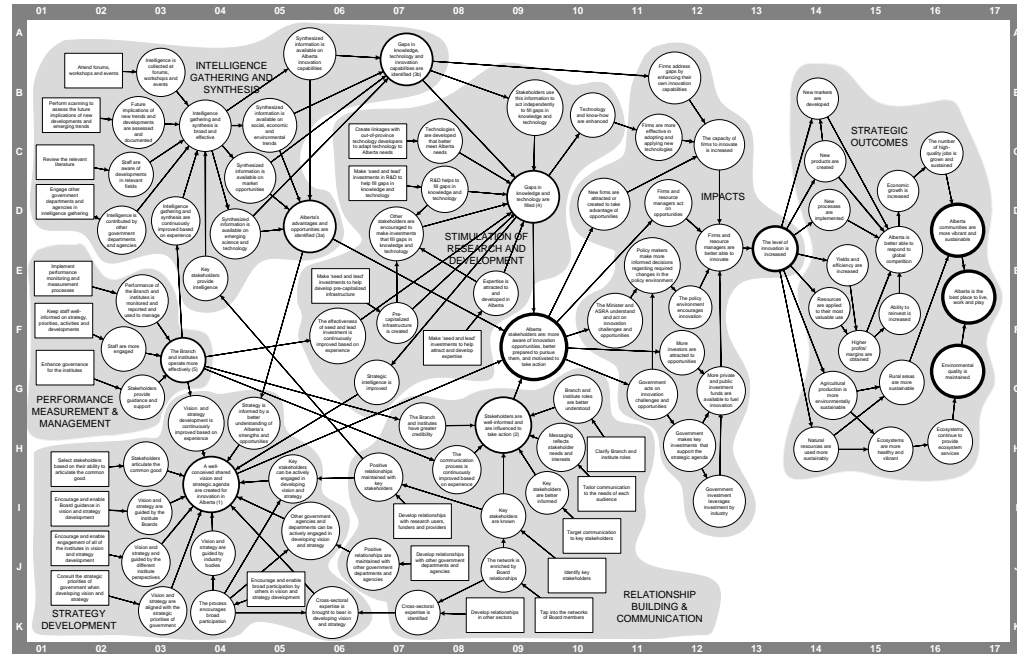 01 02 03 04 05 06 07 08 09 10 11 12 13 14 15 16 17
A
B
C
D
E
F
G
H
I
J
K
INTELLIGENCE
GATHERING AND
SYNTHESIS
Attend forums,
workshops and events
Intelligence is
collected at
forums,
workshops and
events
Perform scanning to
assess the future
implications of new
developments and
emerging trends
Future
implications of
new trends and
developments are
assessed and
documented
Review the relevant
literature
Staff are
aware of
developments
in relevant
fields
Engage other
government
departments and
agencies in
intelligence gathering
Intelligence is
contributed by
other
government
departments
and agencies
Intelligence
gathering and
synthesis is
broad and
effective
Intelligence
gathering and
synthesis are
continuously
improved based
on experience
Synthesized
information is
available on
Alberta
innovation
capabilities
Synthesized
information is
available on
social, economic
and
environmental
trends
Synthesized
information is
available on
market
opportunities
Synthesized
information is
available on
emerging
science and
technology
Key
stakeholders
provide
intelligence
Alberta's
advantages and
opportunities are
identified (3a)
Gaps in
knowledge,
technology and
innovation
capabilities are
identified (3b)
STIMULATION OF
RESEARCH AND
DEVELOPMENT
Create linkages with
out-of-province
technology developers
to adapt technology to
Alberta needs
Technologies
are developed
that better
meet Alberta
needs
Make 'seed and lead'
investments in R&D to
help fill gaps in
knowledge and
technology
R&D helps to
fill gaps in
knowledge and
technology
Other
stakeholders are
encouraged to
make investments
that fill gaps in
knowledge and
technology
Stakeholders use
this information to
act independently
to fill gaps in
knowledge and
technology
Gaps in
knowledge and
technology are
filled (4)
Make 'seed and lead'
investments to help
develop pre-capitalized
infrastructure
Pre-
capitalized
infrastructure
is created
The effectiveness
of seed and lead
investment is
continuously
improved based on
experience
Make 'seed and lead'
investments to help
attract and develop
expertise
Expertise is
attracted to
and
developed in
Alberta
Strategic
intelligence is
improved
Alberta
stakeholders are: more
aware of innovation
opportunities, better
prepared to pursue
them, and motivated to
take action
PERFORMANCE
MEASUREMENT &
MANAGEMENT
Implement
performance
monitoring and
measurement
processes
Performance of
the Branch and
institutes is
monitored and
reported and
used to manage
Keep staff well-
informed on strategy,
priorities, activities and
developments
Staff are more
engaged
Enhance governance
for the institutes
Stakeholders
provide
guidance and
support
The Branch
and institutes
operate more
effectively (5)
Vision and
strategy
development is
continuously
improved based on
experience
Strategy is
informed by a
better
understanding of
Alberta's
strengths and
opportunities
STRATEGY
DEVELOPMENT
Select stakeholders
based on their ability to
articulate the common
good
Stakeholders
articulate the
common good
Encourage and enable
Board guidance in vision
and strategy
development
Vision and
strategy are
guided by the
institute
Boards
Encourage and enable
engagement of all of
the institutes in vision
and strategy
development
Vision and
strategy are
guided by the
different
institute
perspectives
Consult the strategic
priorities of
government when
developing vision and
strategy
Vision and
strategy are
aligned with the
strategic
priorities of
government
A well-
conceived shared
vision and
strategic agenda
are created for
innovation in
Alberta (1)
Vision and
strategy are
guided by
industry
bodies
The process
encourages
broad
participation
Encourage and enable
broad participation by
others in vision and
strategy development
Key
stakeholders
can be actively
engaged in
developing
vision and
strategy
Other government
agencies and
departments can be
actively engaged in
developing vision
and strategy
Cross-sectoral
expertise is
brought to bear in
developing vision
and strategy
RELATIONSHIP
BUILDING &
COMMUNICATION
Positive
relationships
maintained with
key stakeholders
Develop relationships
with research users,
funders and providers
Positive
relationships are
maintained with
other government
departments and
agencies
Develop relationships
with other government
departments and
agencies
Cross-sectoral
expertise is
identified
Develop relationships
in other sectors
The Branch
and institutes
have greater
credibility
The
communication
process is
continuously
improved based on
experience
Stakeholders are
well-informed and
are influenced to
take action (2)
Branch and
institute roles
are better
understood
Clarify Branch and
institute roles
Messaging
reflects
stakeholder
needs and
interests
Tailor communication
to the needs of each
audience
Key
stakeholders
are better
informed
Target communication
to key stakeholders
Key
stakeholders
are known
Identify key
stakeholders
The network is
enriched by
Board
relationships
Tap into the networks
of Board members
IMPACTS
Technology
and know-how
are enhanced
Firms address
gaps by
enhancing their
own innovation
capabilities
Firms are more
effective in
adopting and
applying new
technologies
The capacity of
firms to innovate
is increased
New firms are
attracted or
created to take
advantage of
opportunities
Firms and
resource
managers act on
opportunities
Firms and
resource
managers are
better able to
innovate
Policy makers
make more
informed decisions
regarding required
changes in the
policy environment
The Minister and
ASRA understand
and act on
innovation
challenges and
opportunities
The policy
environment
encourages
innovation
More
investors are
attracted to
opportunities
Government
acts on
innovation
challenges and
opportunities
More private
and public
investment
funds are
available to fuel
innovation
Government
makes key
investments that
support the
strategic agenda
Government
investment
leverages
investment by
industry
The level of
innovation is
increased
STRATEGIC
OUTCOMES
New markets
are
developed
New
products are
created
New
processes are
implemented
Yields and
efficiency are
increased
Resources
are applied
to their most
valuable use
Higher
profits/
margins are
obtained
Agricultural
production is
more
environmentally
sustainable
Natural
resources are
used more
sustainably
Economic
growth is
increased
Alberta is
better able to
respond to
global
competition
Ability to
reinvest is
increased
Rural areas
are more
sustainable
Ecosystems
are more
healthy and
vibrant
Ecosystems
continue to
provide
ecosystem
services
The number
of high-
quality jobs is
grown and
sustained
Alberta
communities are
more vibrant and
sustainable
Alberta is the
best place to live,
work and play
Environmental
quality is
maintained
01 02 03 04 05 06 07 08 09 10 11 12 13 14 15 16 17